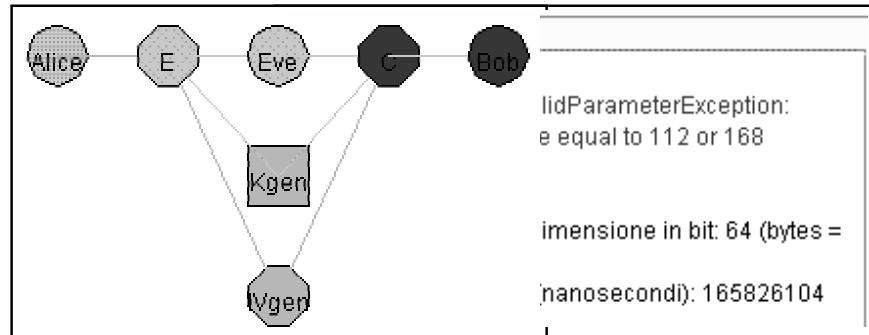 Alice E Eve C Bob
Kgen
IVgen
lidParameterException:
e equal to 112 or 168
imensione in bit: 64 (bytes =
(nanosecondi): 165826104